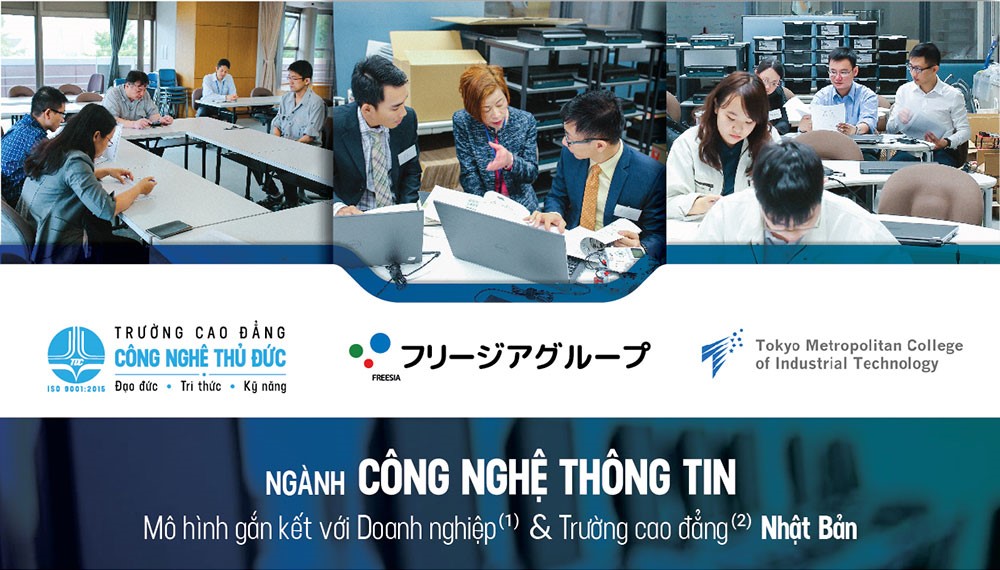 TRƯỜNG CAO ĐẲNG
CÔNG NGHỆ THỦ ĐỨC
Đạo đức • Tri thức • Kỹ năng
TDC
ISO 9001:2015
フリージアグループ
FREESIA
Tokyo Metropolitan College
of Industrial Technology
NGÀNH CÔNG NGHỆ THÔNG TIN
Mô hình gắn kết với Doanh nghiệp(1) & Trường cao đẳng(2) Nhật Bản